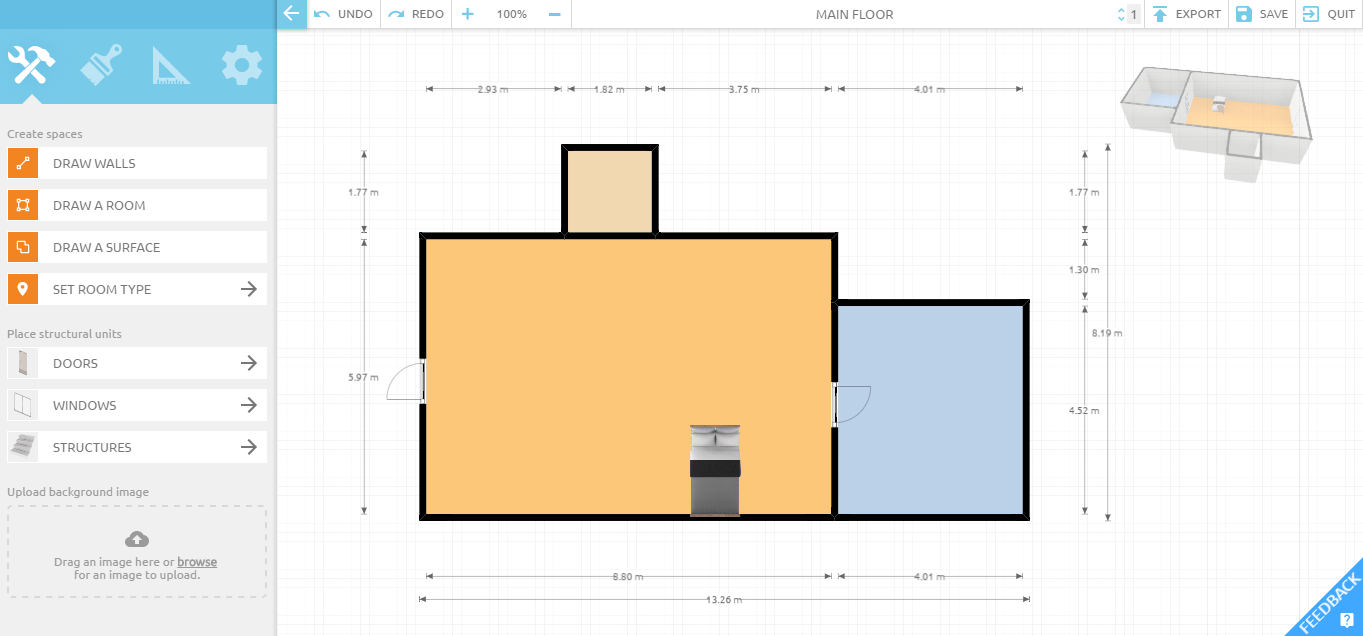 UNDO
REDO
100%
MAIN FLOOR
1
EXPORT
SAVE
QUIT
Create spaces
DRAW WALLS
DRAW A ROOM
DRAW A SURFACE
SET ROOM TYPE
Place structural units
DOORS
WINDOWS
STRUCTURES
Upload background image
Drag an image here or browse
for an image to upload.
2.93 m
1.82 m
3.75 m
4.01 m
1.77 m
5.97 m
1.77 m
1.30 m
8.19 m
4.52 m
8.80 m
4.01 m
13.26 m
FEEDBACK
?